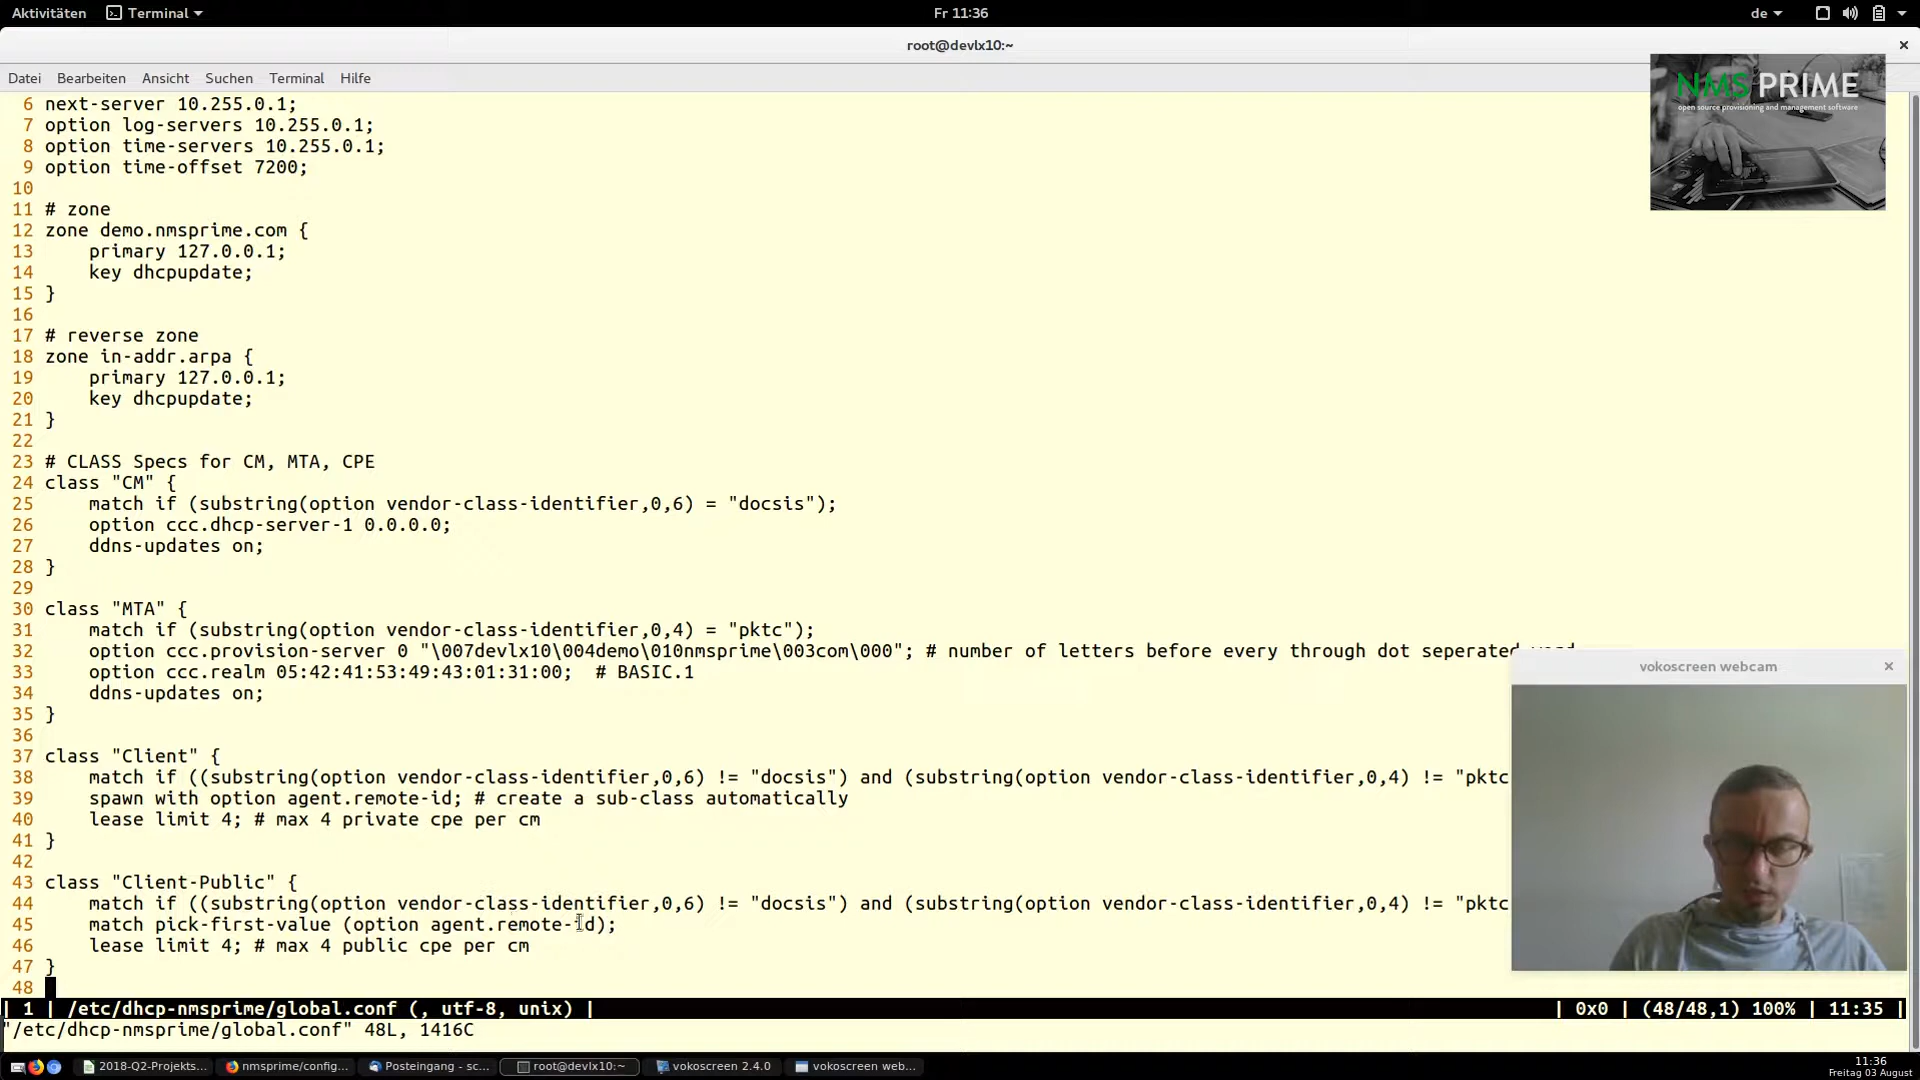 Aktivitäten Terminal Fr 11:36 de
root@devlx10:~
Datei Bearbeiten Ansicht Suchen Terminal Hilfe
NMS PRIME
open source provisioning and management software
6 next-server 10.255.0.1;
7 option log-servers 10.255.0.1;
8 option time-servers 10.255.0.1;
9 option time-offset 7200;
10
11 # zone
12 zone demo.nmsprime.com {
13 primary 127.0.0.1;
14 key dhcpupdate;
15 }
16
17 # reverse zone
18 zone in-addr.arpa {
19 primary 127.0.0.1;
20 key dhcpupdate;
21 }
22
23 # CLASS Specs for CM, MTA, CPE
24 class "CM" {
25 match if (substring(option vendor-class-identifier,0,6) = "docsis");
26 option ccc.dhcp-server-1 0.0.0.0;
27 ddns-updates on;
28 }
29
30 class "MTA" {
31 match if (substring(option vendor-class-identifier,0,4) = "pktc");
32 option ccc.provision-server 0 "\007devlx10\004demo\010nmsprime\003com\000"; # number of letters before every through dot seperated
33 option ccc.realm 05:42:41:53:49:43:01:31:00; # BASIC.1
34 ddns-updates on;
35 }
36
37 class "Client" {
38 match if ((substring(option vendor-class-identifier,0,6) != "docsis") and (substring(option vendor-class-identifier,0,4) != "pktc
39 spawn with option agent.remote-id; # create a sub-class automatically
40 lease limit 4; # max 4 private cpe per cm
41 }
42
43 class "Client-Public" {
44 match if ((substring(option vendor-class-identifier,0,6) != "docsis") and (substring(option vendor-class-identifier,0,4) != "pktc
45 match pick-first-value (option agent.remote-id);
46 lease limit 4; # max 4 public cpe per cm
47 }
48
| 1 | /etc/dhcp-nmsprime/global.conf (, utf-8, unix) | | 0x0 | (48/48,1) 100% | 11:35 |
"/etc/dhcp-nmsprime/global.conf" 48L, 1416C
vokoscreen webcam
2018-Q2-Projekts... nmsprime/config... Posteingang - sc... root@devlx10:~ vokoscreen 2.4.0 vokoscreen web...
11:36
Freitag 03 August